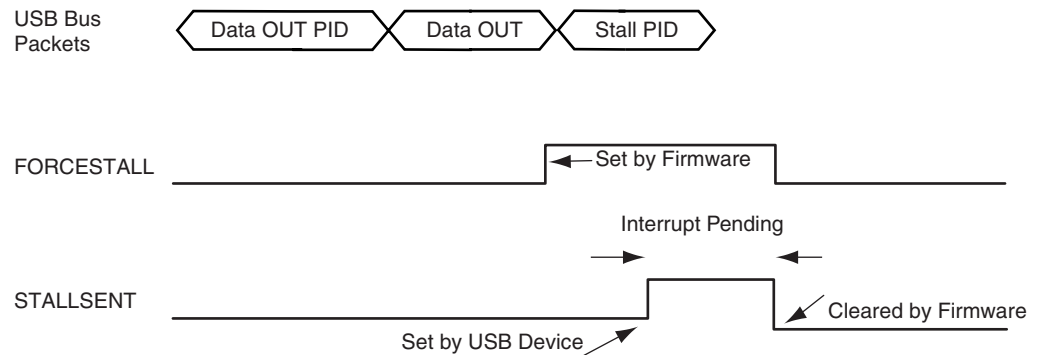 USB Bus
Packets
Data OUT PID
Data OUT
Stall PID
FORCESTALL
Set by Firmware
Interrupt Pending
STALLSENT
Cleared by Firmware
Set by USB Device